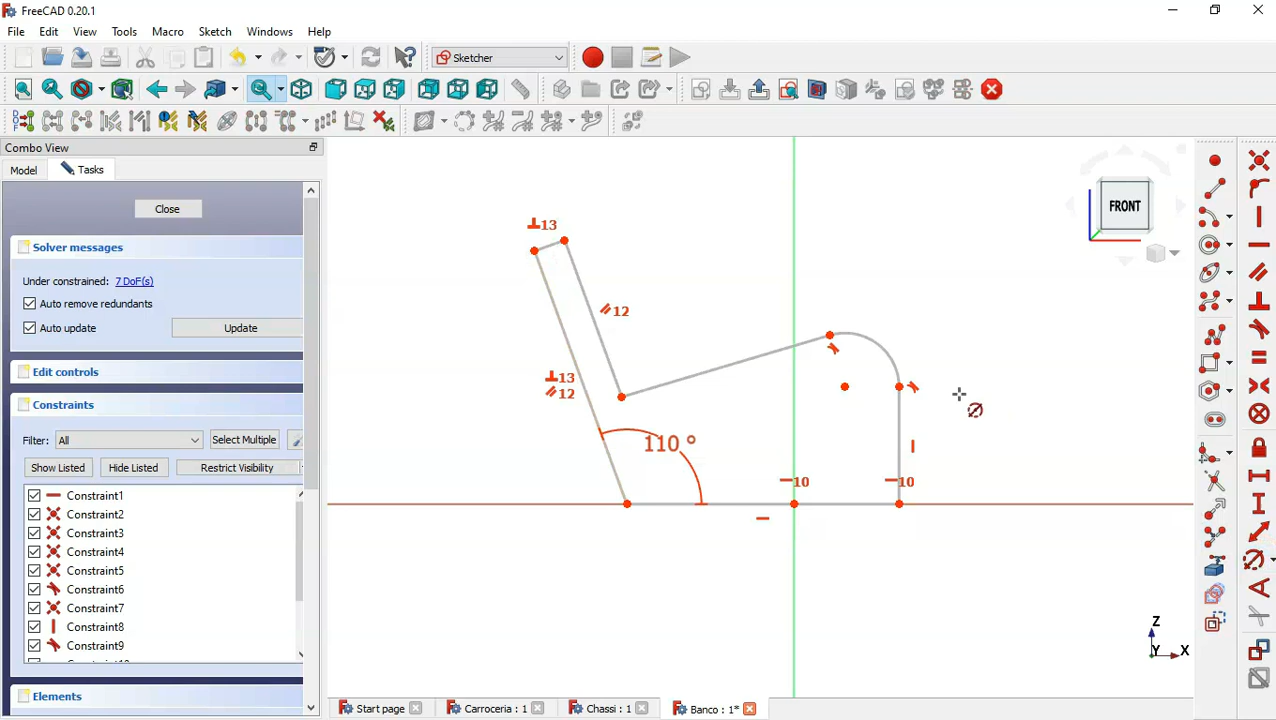 FreeCAD 0.20.1
File Edit View Tools Macro Sketch Windows Help
Sketcher
Combo View
Model Tasks
Close
Solver messages
Under constrained: 7 DoF(s)
Auto remove redundants
Auto update Update
Edit controls
Constraints
Filter: All Select Multiple
Show Listed Hide Listed Restrict Visibility
Constraint1
Constraint2
Constraint3
Constraint4
Constraint5
Constraint6
Constraint7
Constraint8
Constraint9
Elements
13
12
13
12
110 °
10
10
FRONT
Z
Y X
Start page Carroceria : 1 Chassi : 1 Banco : 1*